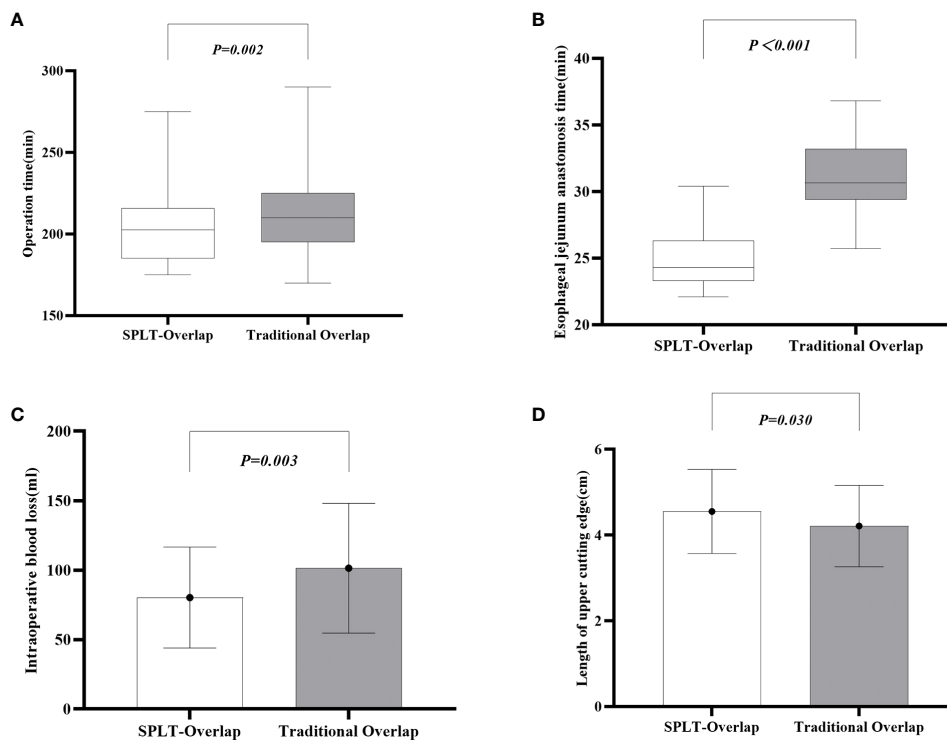 A
P=0.002
Operation time(min)
300
250
200
150
SPLT-Overlap Traditional Overlap
B
P<0.001
Esophageal jejunum anastomosis time(min)
40
35
30
25
20
SPLT-Overlap Traditional Overlap
C
P=0.003
Intraoperative blood loss(ml)
200
150
100
50
0
SPLT-Overlap Traditional Overlap
D
P=0.030
Length of upper cutting edge(cm)
6
4
2
0
SPLT-Overlap Traditional Overlap